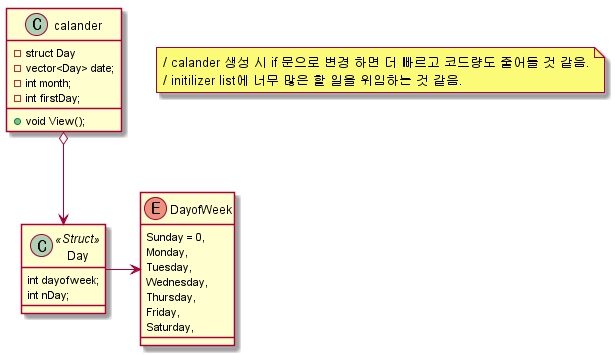 C calander
struct Day
vector<Day> date;
int month;
int firstDay;
void View();
/ calander 생성 시 if 문으로 변경 하면 더 빠르고 코드량도 줄어들 것 같음.
/ initilizer list에 너무 많은 할 일을 위임하는 것 같음.
C «Struct»
Day
int dayofweek;
int nDay;
E DayofWeek
Sunday = 0,
Monday,
Tuesday,
Wednesday,
Thursday,
Friday,
Saturday,